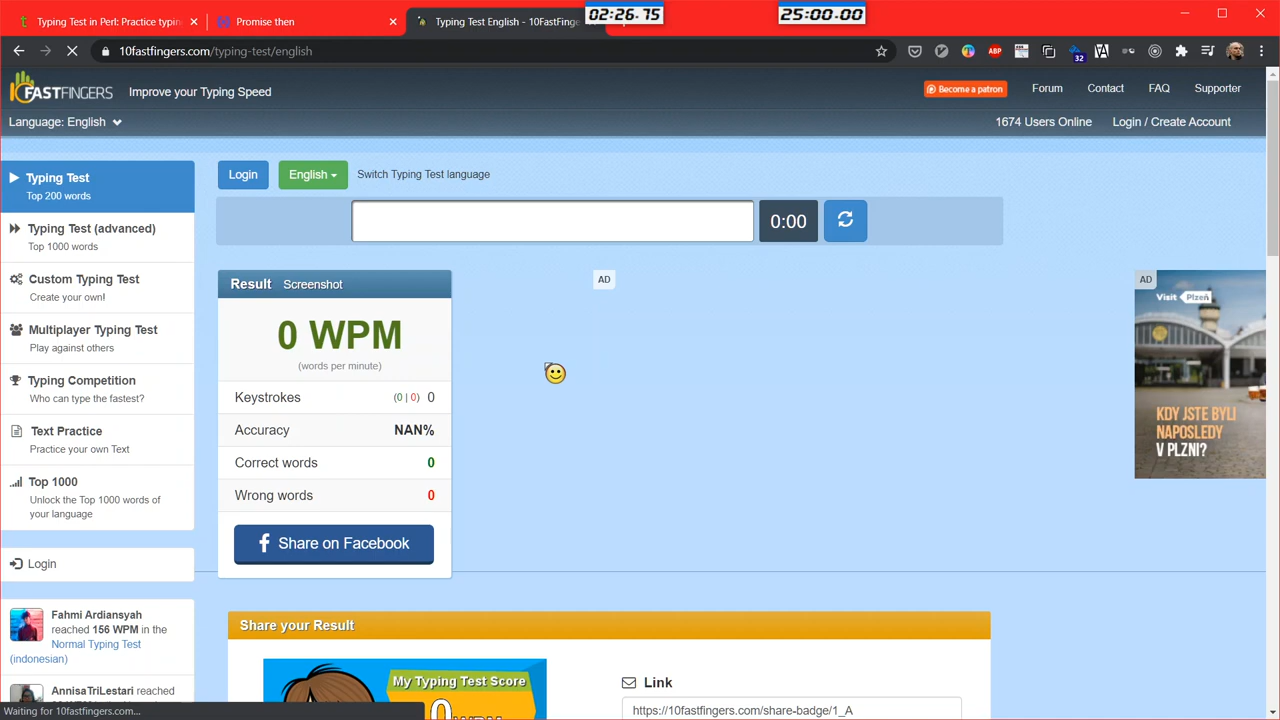 02:26.75
25:00.00
Typing Test in Perl: Practice typin
Promise then
Typing Test English - 10FastFinge
10fastfingers.com/typing-test/english
32
ABP
10FASTFINGERS
Improve your Typing Speed
Become a patron
Forum
Contact
FAQ
Supporter
Language: English
1674 Users Online
Login / Create Account
Typing Test
Top 200 words
Login
English
Switch Typing Test language
0:00
Typing Test (advanced)
Top 1000 words
Custom Typing Test
Create your own!
Multiplayer Typing Test
Play against others
Typing Competition
Who can type the fastest?
Text Practice
Practice your own Text
Top 1000
Unlock the Top 1000 words of
your language
Login
Fahmi Ardiansyah
reached 156 WPM in the
Normal Typing Test
(indonesian)
AnnisaTriLestari reached
Waiting for 10fastfingers.com...
Result
Screenshot
0 WPM
(words per minute)
Keystrokes
(0 | 0) 0
Accuracy
NAN%
Correct words
0
Wrong words
0
Share on Facebook
AD
AD
Visit Plzeň
KDY JSTE BYLI
NAPOSLEDY
V PLZNI?
Share your Result
My Typing Test Score
0 WPM
Link
https://10fastfingers.com/share-badge/1_A